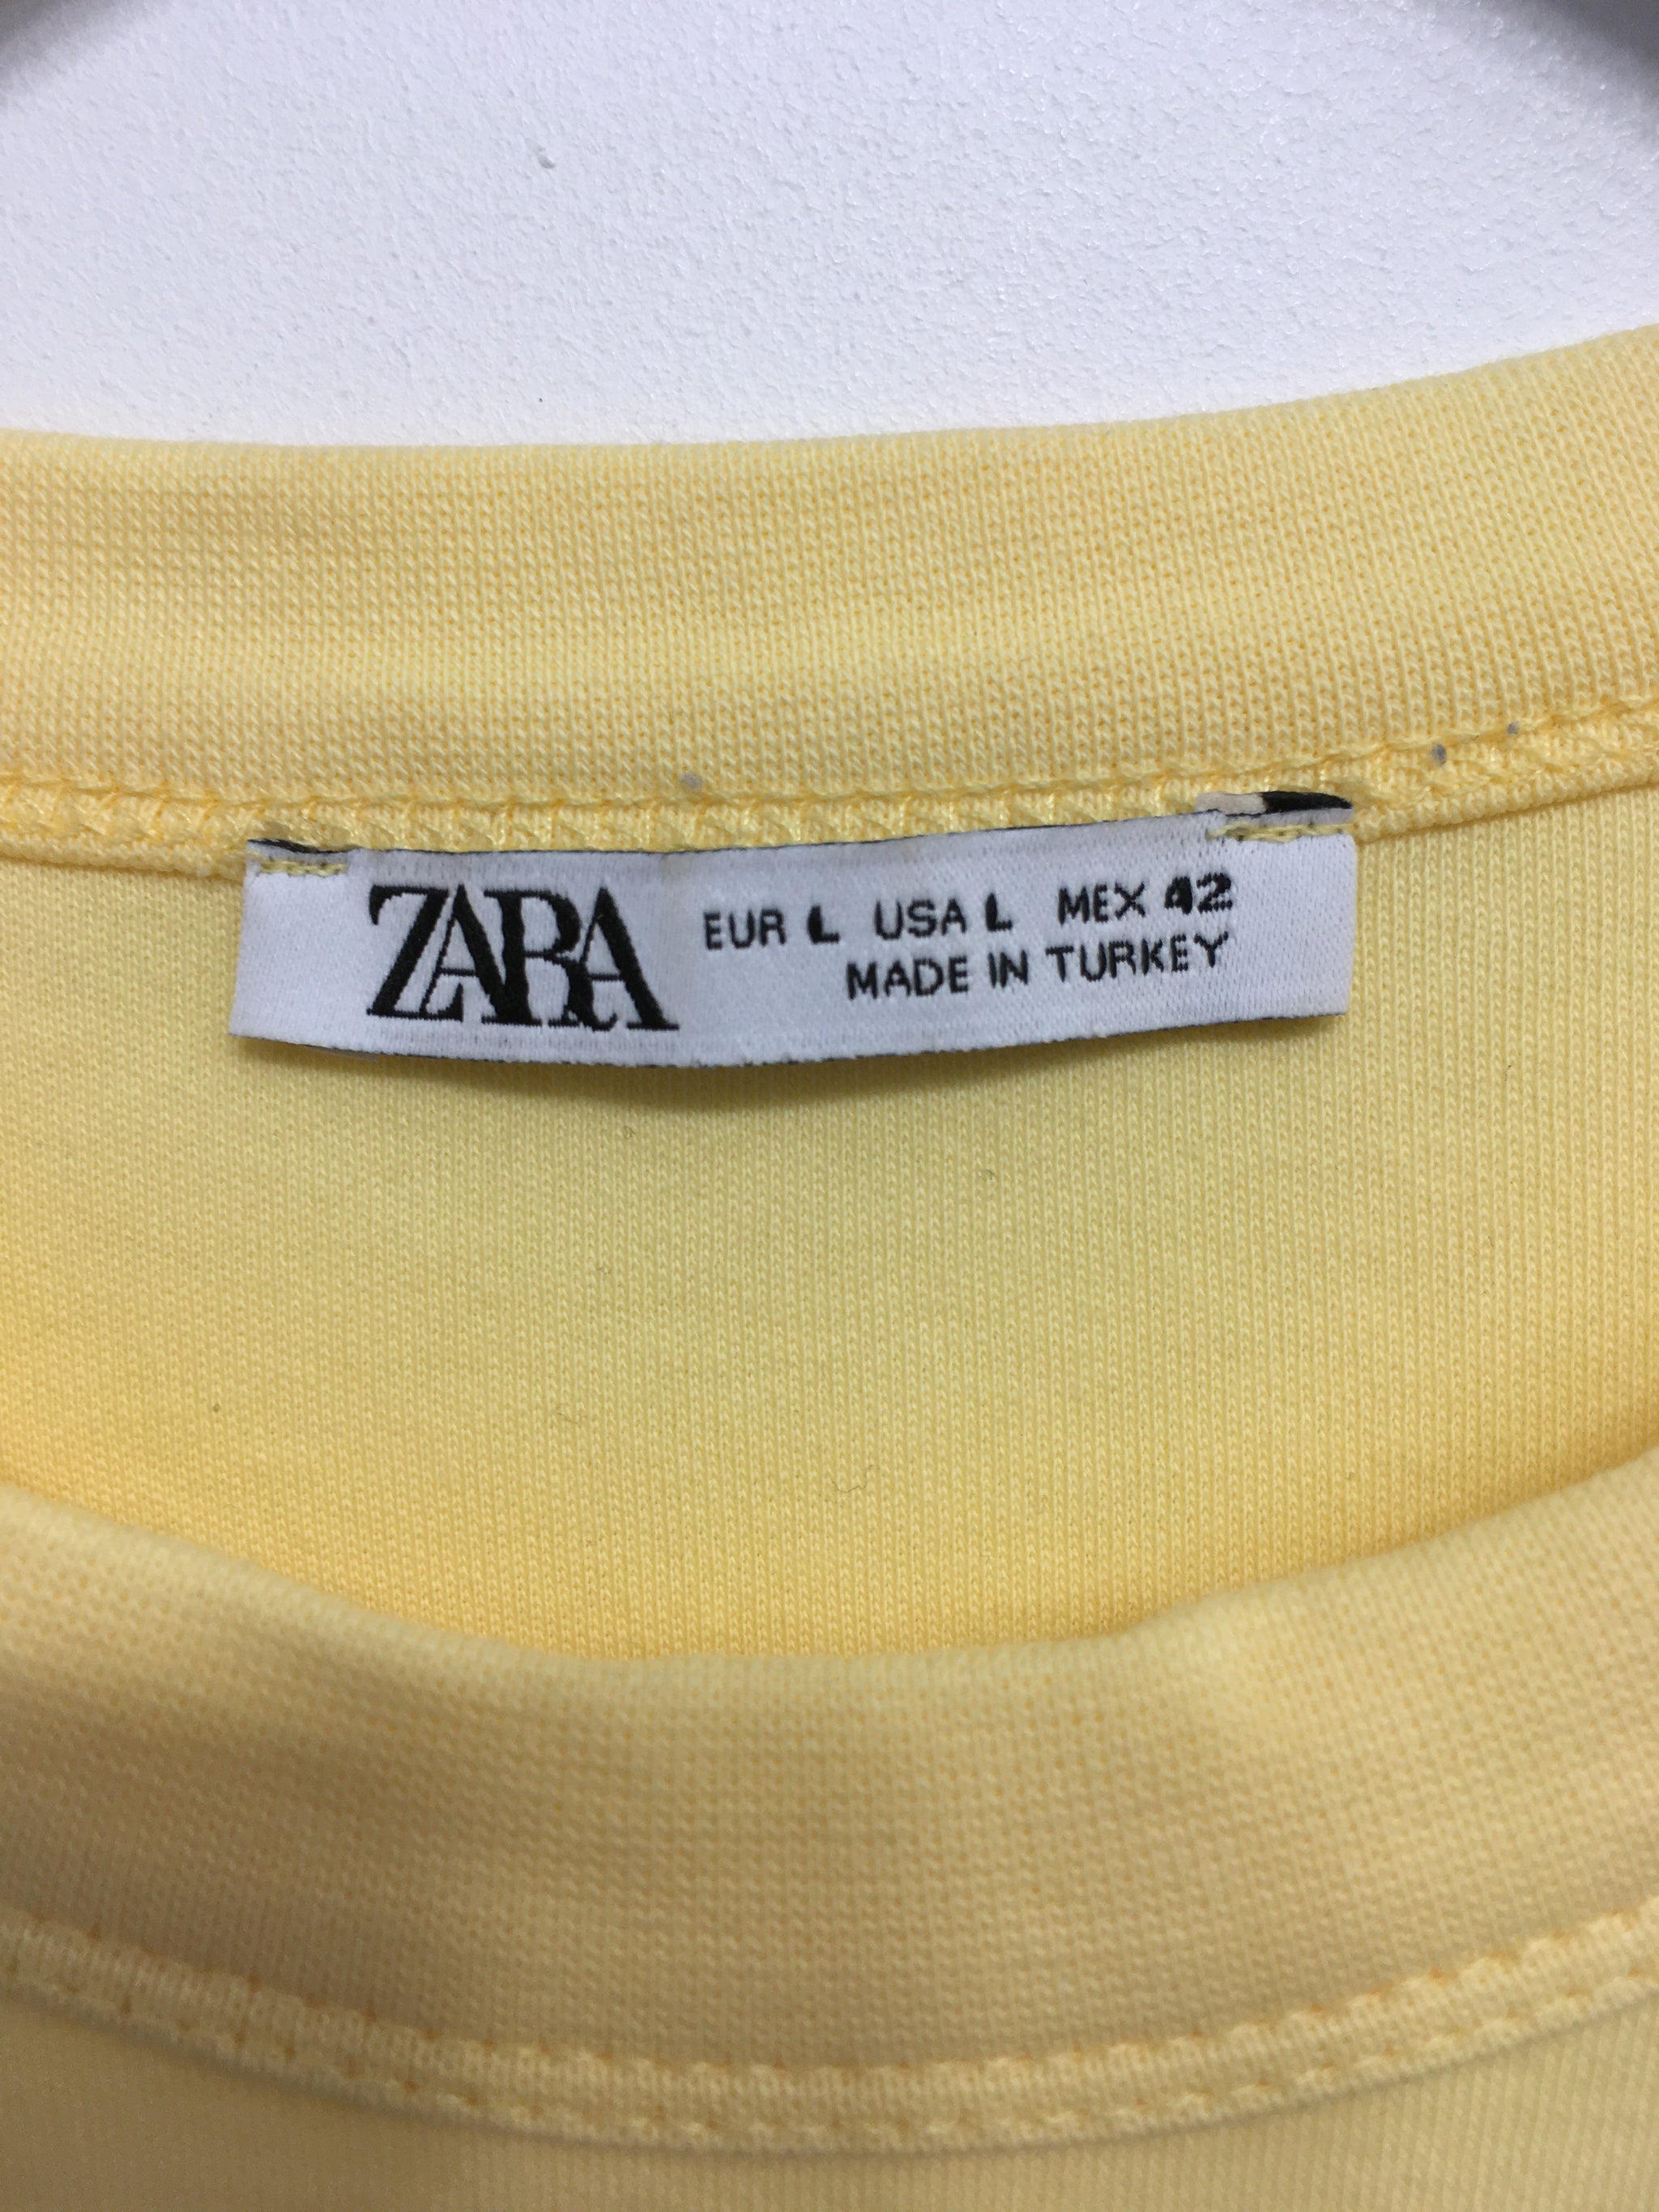 ZARA
EUR L USA L MEX 42
MADE IN TURKEY